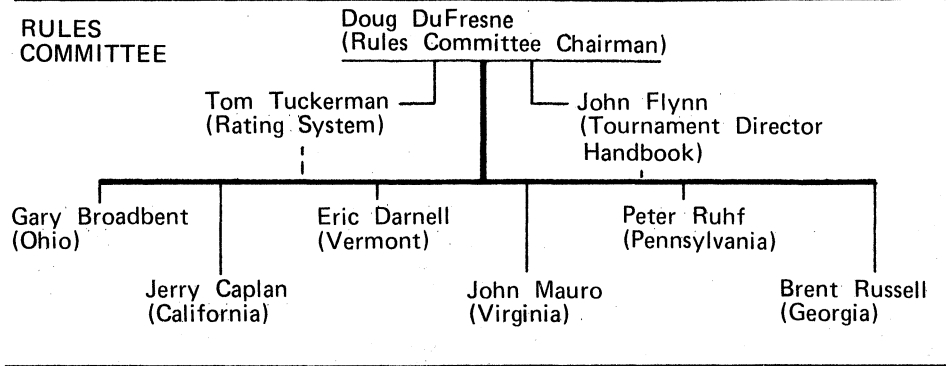 RULES
COMMITTEE
Doug DuFresne
(Rules Committee Chairman)
Tom Tuckerman
(Rating System)
John Flynn
(Tournament Director
Handbook)
Gary Broadbent
(Ohio)
Eric Darnell
(Vermont)
Peter Ruhf
(Pennsylvania)
Jerry Caplan
(California)
John Mauro
(Virginia)
Brent Russell
(Georgia)